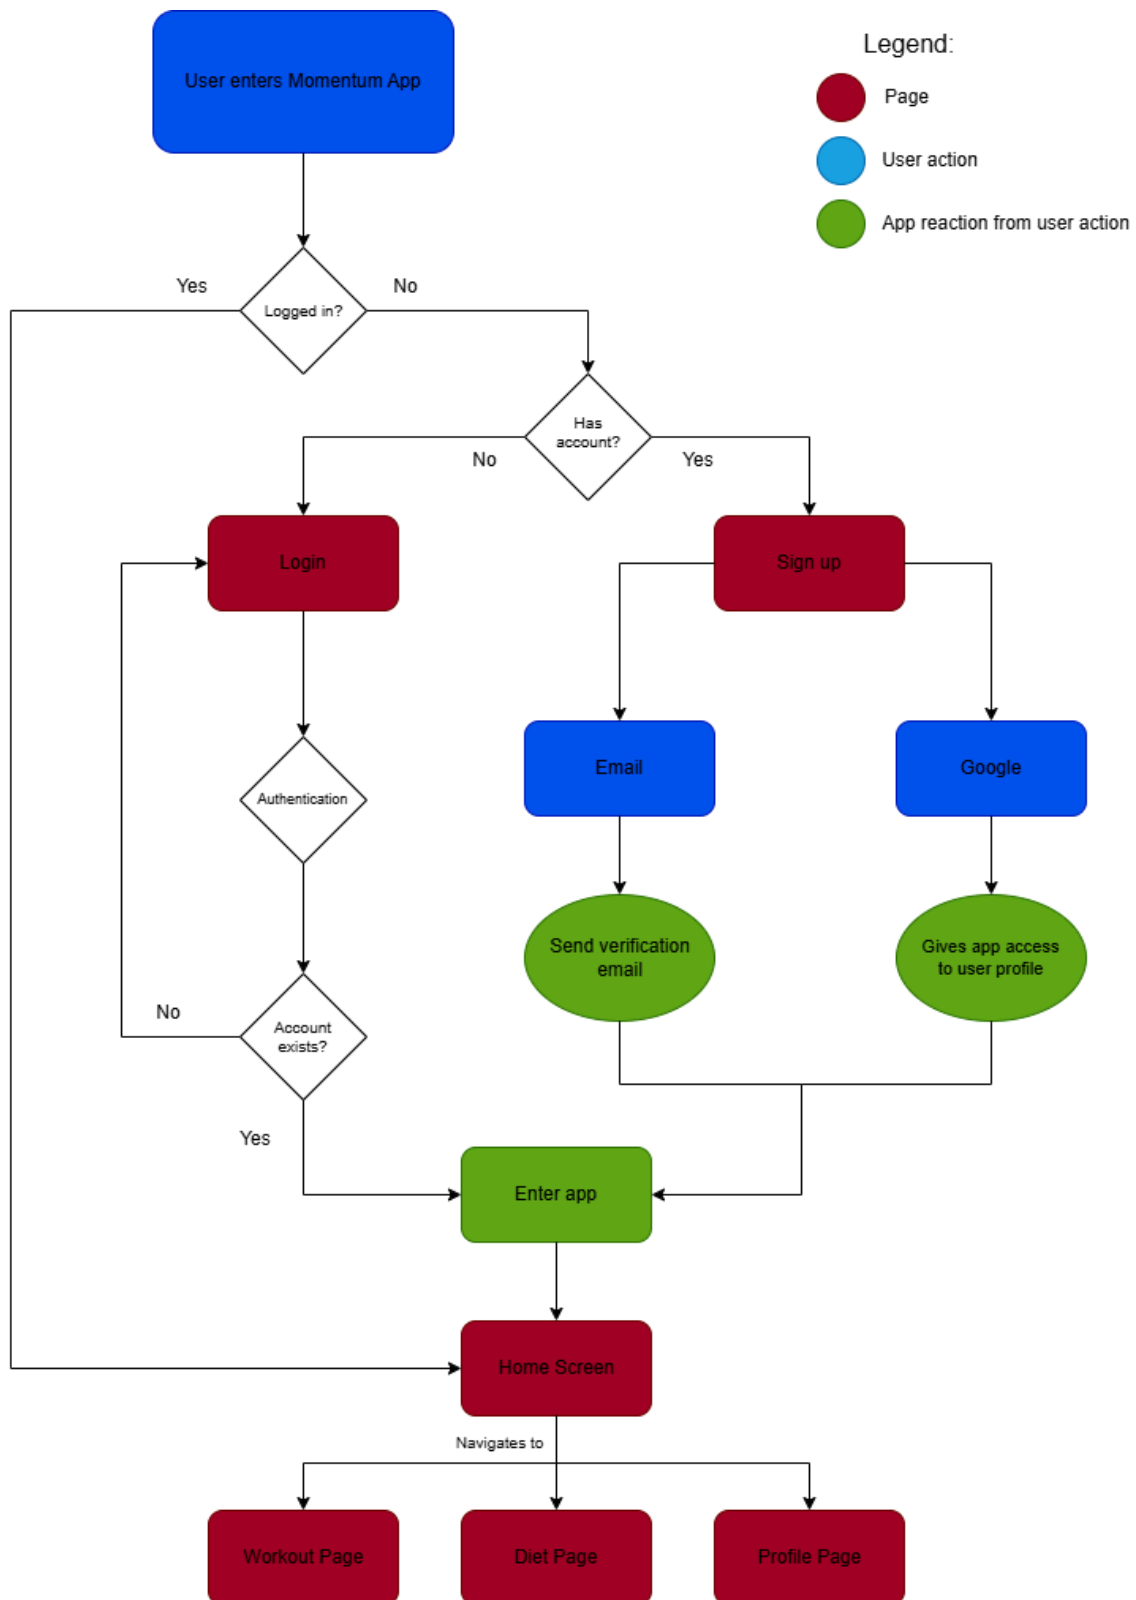 User enters Momentum App
Legend:
Page
User action
App reaction from user action
Yes
No
Logged in?
Has
account?
No
Yes
Login
Sign up
Email
Google
Authentication
Send verification
email
Gives app access
to user profile
No
Account
exists?
Yes
Enter app
Home Screen
Navigates to
Workout Page
Diet Page
Profile Page